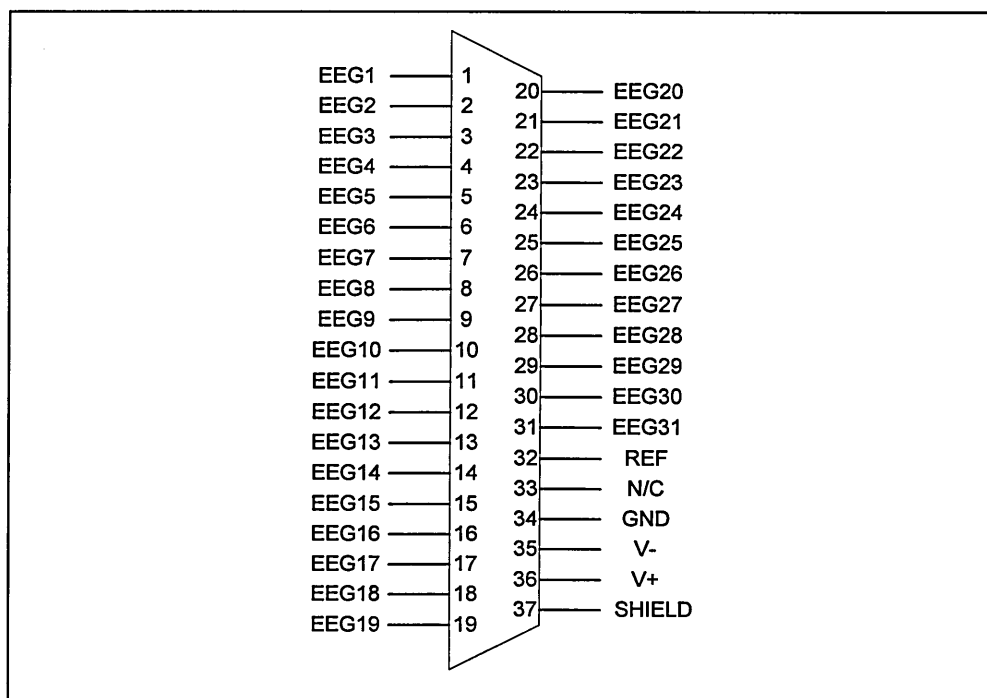 EEG1 1
EEG2 2
EEG3 3
EEG4 4
EEG5 5
EEG6 6
EEG7 7
EEG8 8
EEG9 9
EEG10 10
EEG11 11
EEG12 12
EEG13 13
EEG14 14
EEG15 15
EEG16 16
EEG17 17
EEG18 18
EEG19 19
20 EEG20
21 EEG21
22 EEG22
23 EEG23
24 EEG24
25 EEG25
26 EEG26
27 EEG27
28 EEG28
29 EEG29
30 EEG30
31 EEG31
32 REF
33 N/C
34 GND
35 V-
36 V+
37 SHIELD